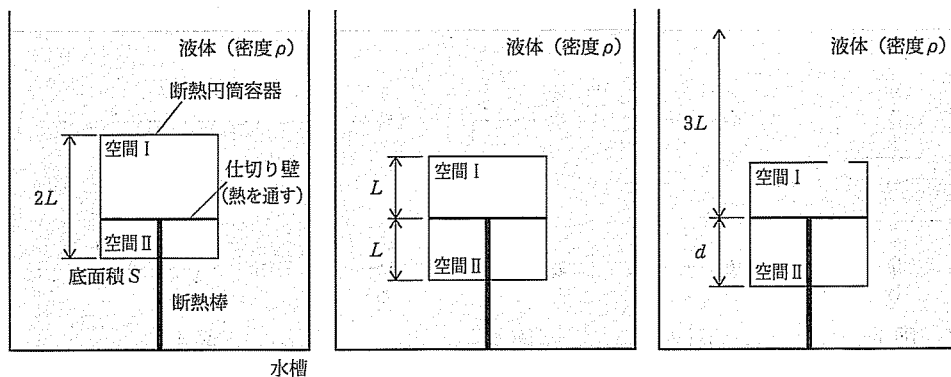 液体（密度ρ）
断熱円筒容器
空間Ⅰ
仕切り壁
（熱を通す）
2L
空間Ⅱ
底面積S
断熱棒
水槽
液体（密度ρ）
空間Ⅰ
L
L
空間Ⅱ
液体（密度ρ）
3L
空間Ⅰ
d
空間Ⅱ